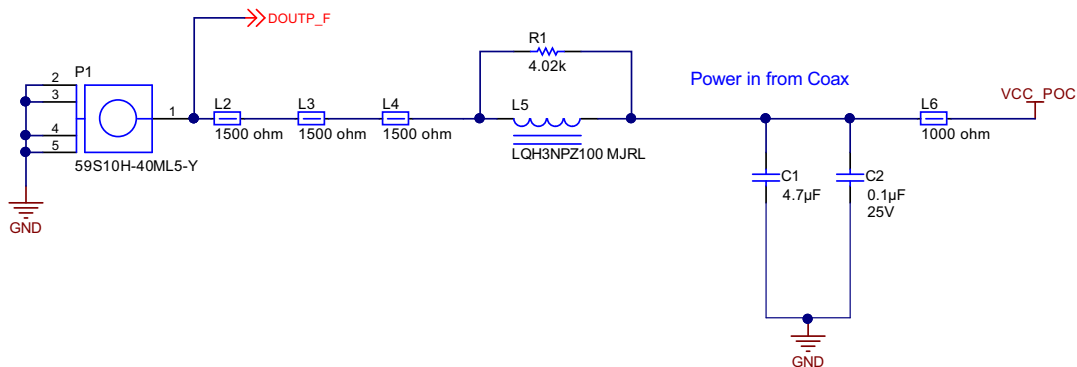 DOUTP_F
P1
2
3
4
5
1
59S10H-40ML5-Y
GND
L2
1500 ohm
L3
1500 ohm
L4
1500 ohm
R1
4.02k
L5
LQH3NPZ100 MJRL
Power in from Coax
C1
4.7µF
C2
0.1µF
25V
GND
L6
1000 ohm
VCC_POC